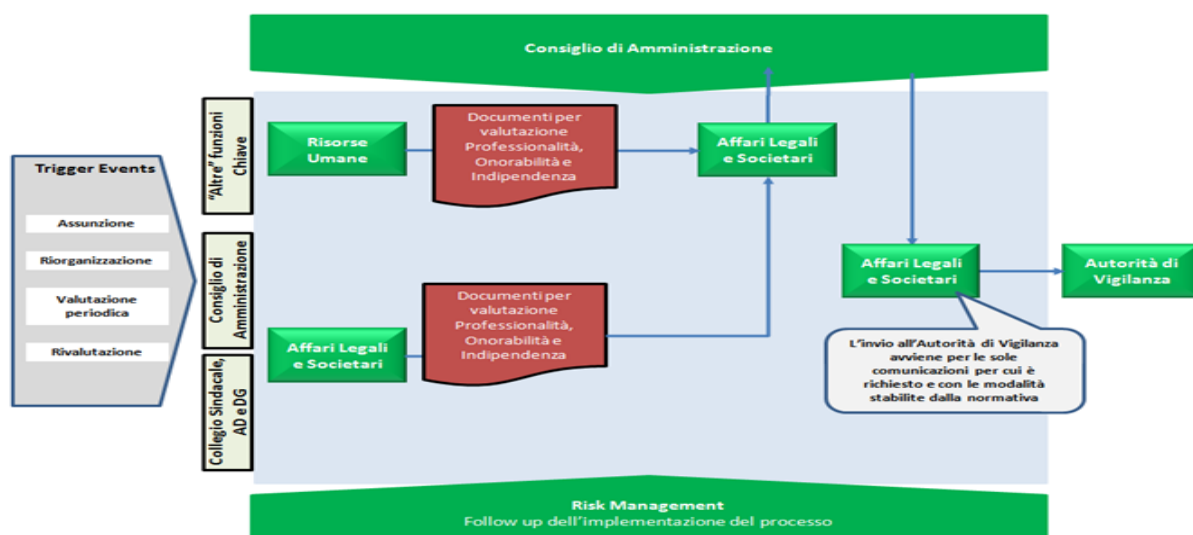 Consiglio di Amministrazione
Trigger Events
Assunzione
Riorganizzazione
Valutazione
periodica
Rivalutazione
"Altre" funzioni
Chiave
Consiglio di
Amministrazione
Collegio Sindacale,
AD e DG
Risorse
Umane
Documenti per
valutazione
Professionalità,
Onorabilità e
Indipendenza
Affari Legali
e Societari
Affari Legali
e Societari
Documenti per
valutazione
Professionalità,
Onorabilità e
Indipendenza
Affari Legali
e Societari
Autorità di
Vigilanza
L'invio all'Autorità di Vigilanza
avviene per le sole
comunicazioni per cui è
richiesto e con le modalità
stabilite dalla normativa
Risk Management
Follow up dell'implementazione del processo